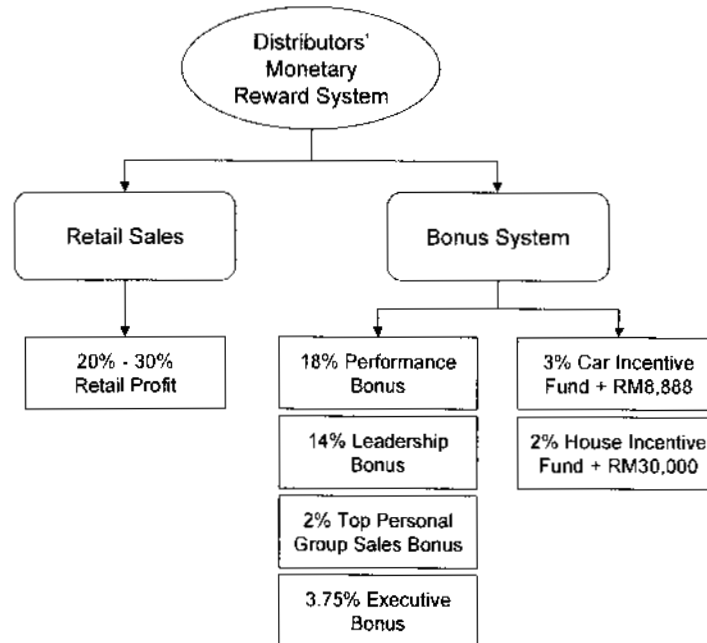 Distributors'
Monetary
Reward System
Retail Sales
Bonus System
20% - 30%
Retail Profit
18% Performance
Bonus
14% Leadership
Bonus
2% Top Personal
Group Sales Bonus
3.75% Executive
Bonus
3% Car Incentive
Fund + RM8,888
2% House Incentive
Fund + RM30,000